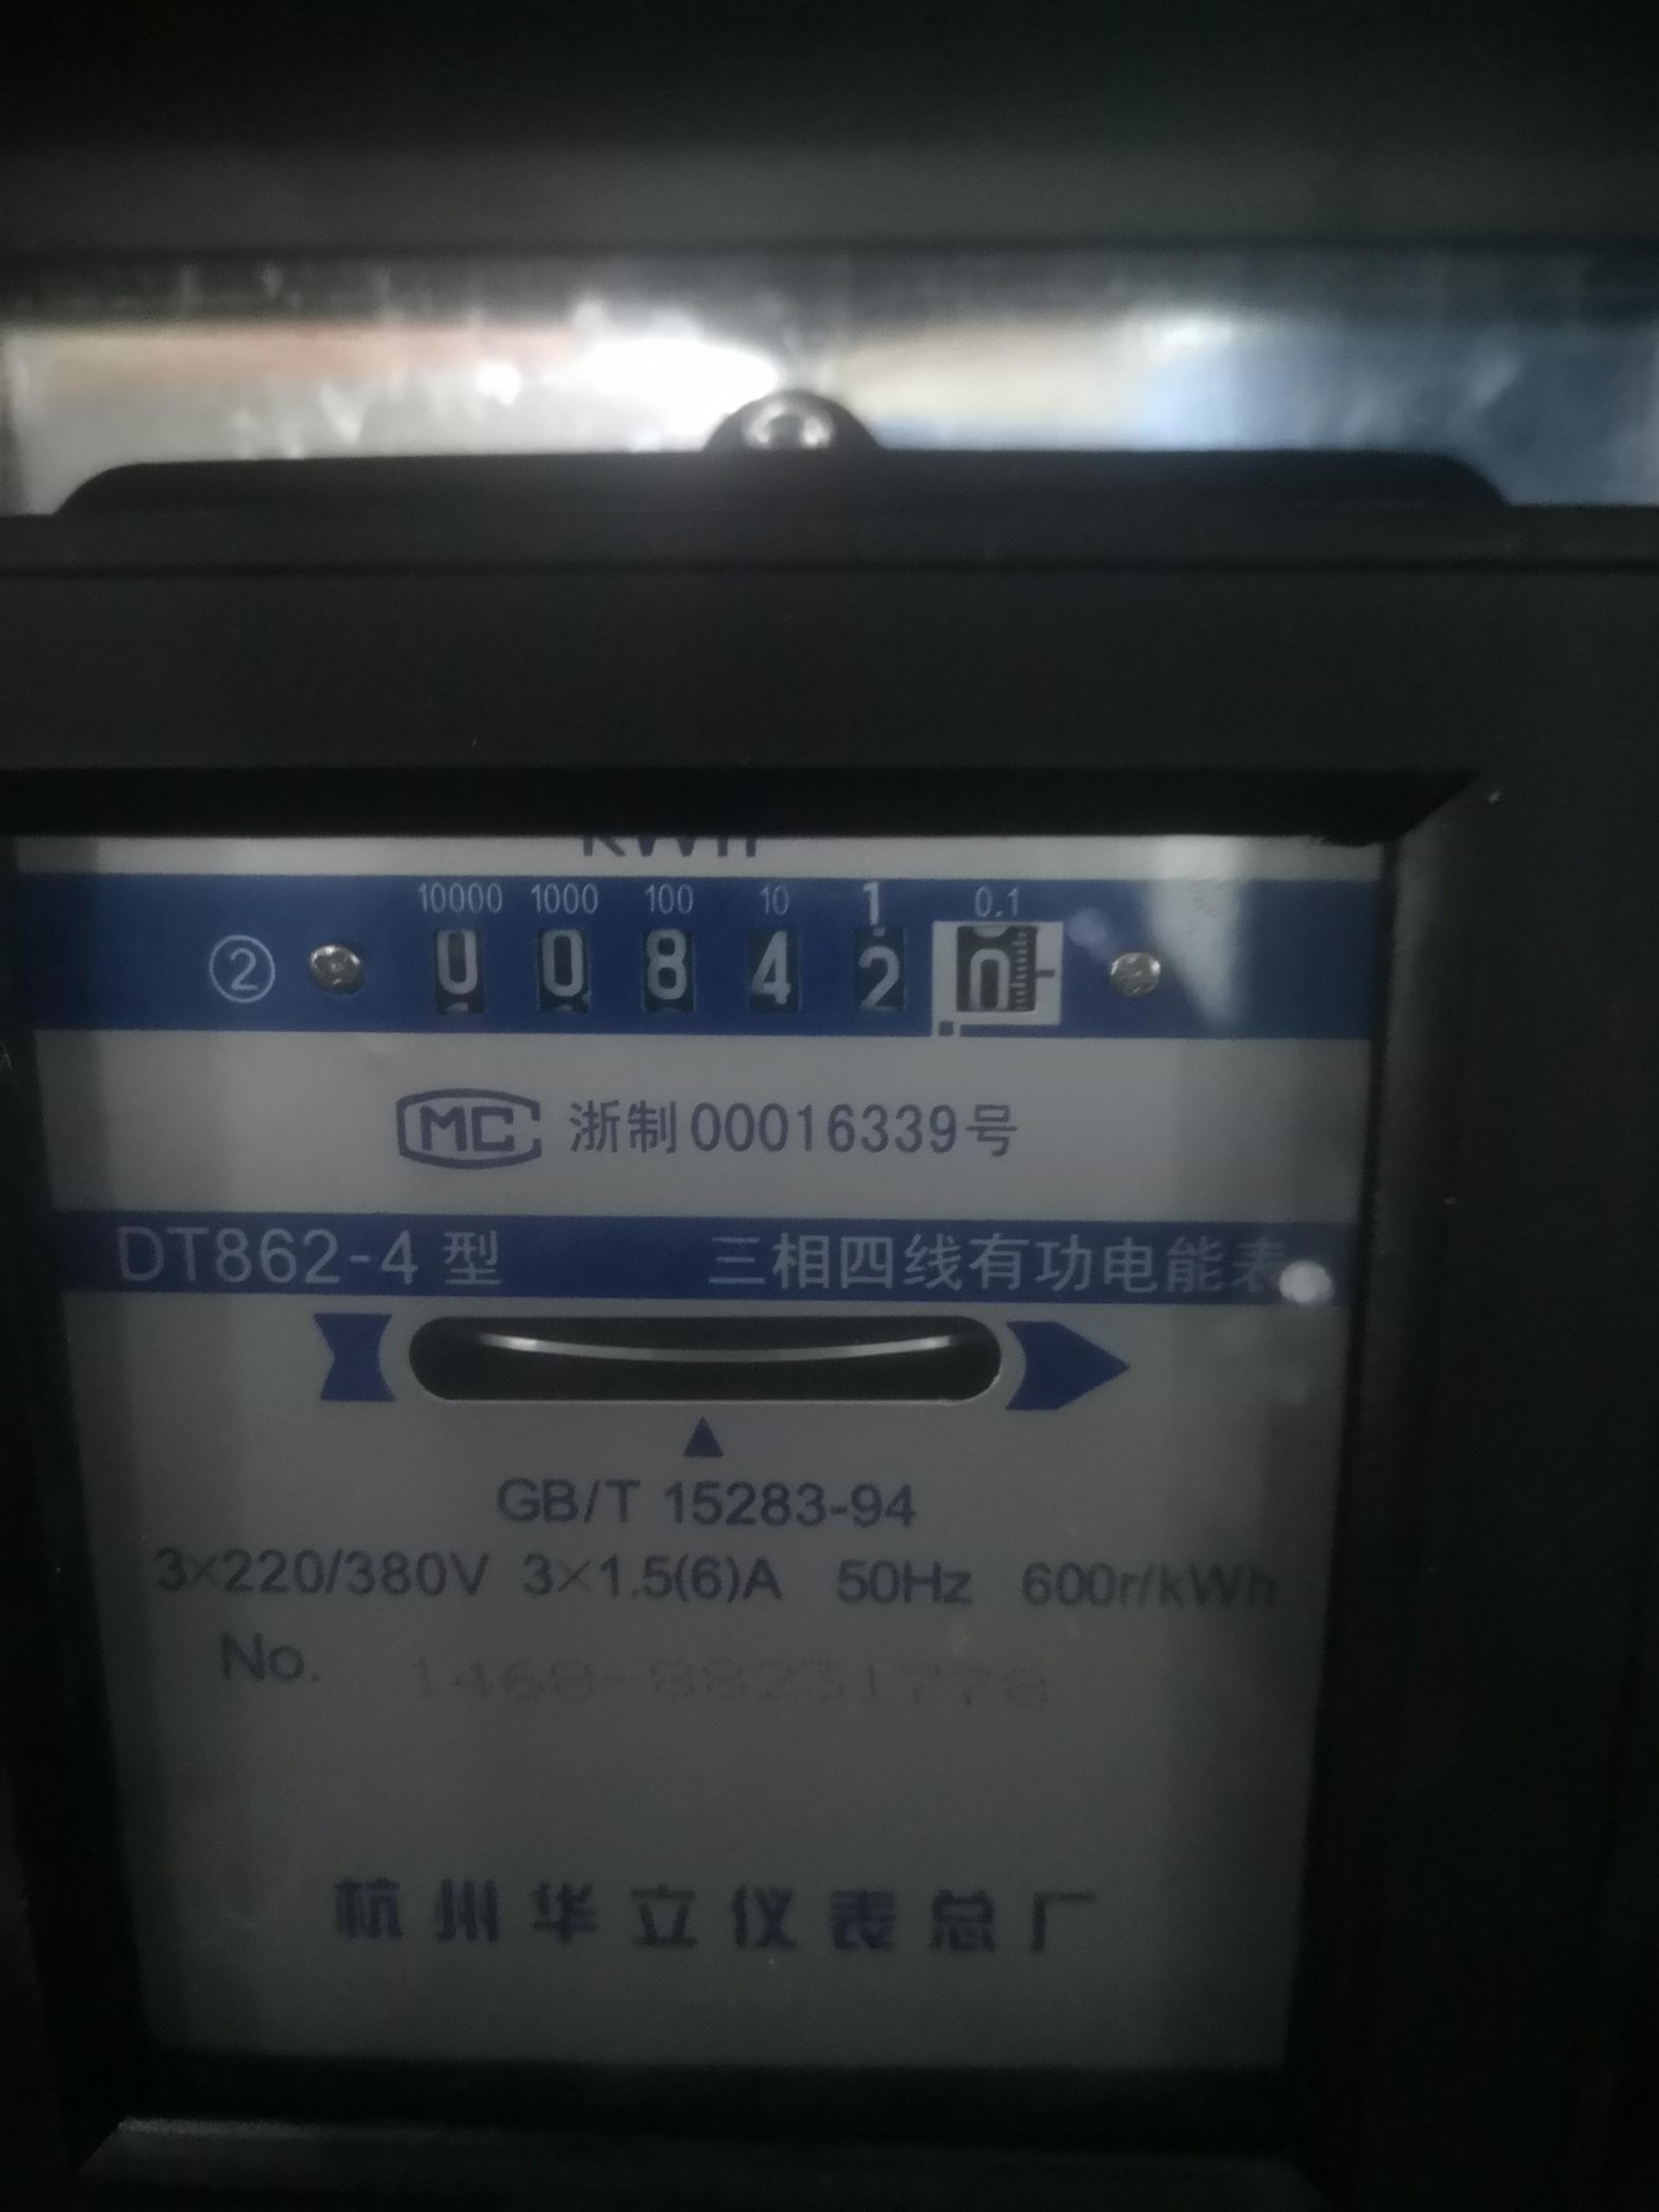 kWh
10000 1000 100 10 1 0.1
② 0 0 8 4 2 0
MC 浙制00016339号
DT862-4型 三相四线有功电能表
GB/T 15283-94
3×220/380V 3×1.5(6)A 50Hz 600r/kWh
No.
杭州华立仪表总厂